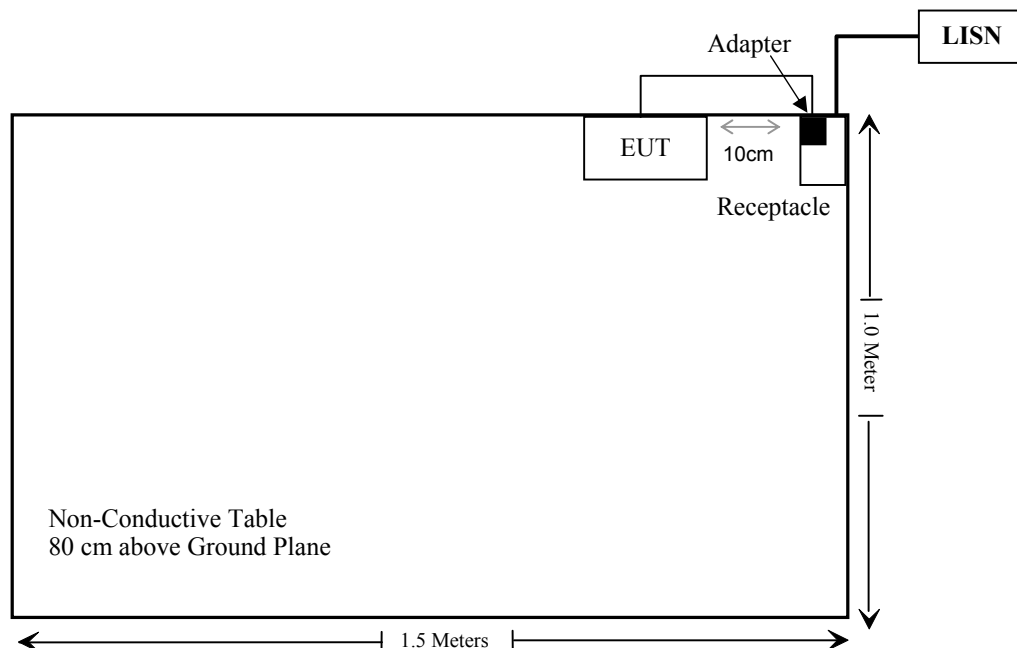 LISN
Adapter
EUT
10cm
Receptacle
1.0 Meter
Non-Conductive Table
80 cm above Ground Plane
1.5 Meters